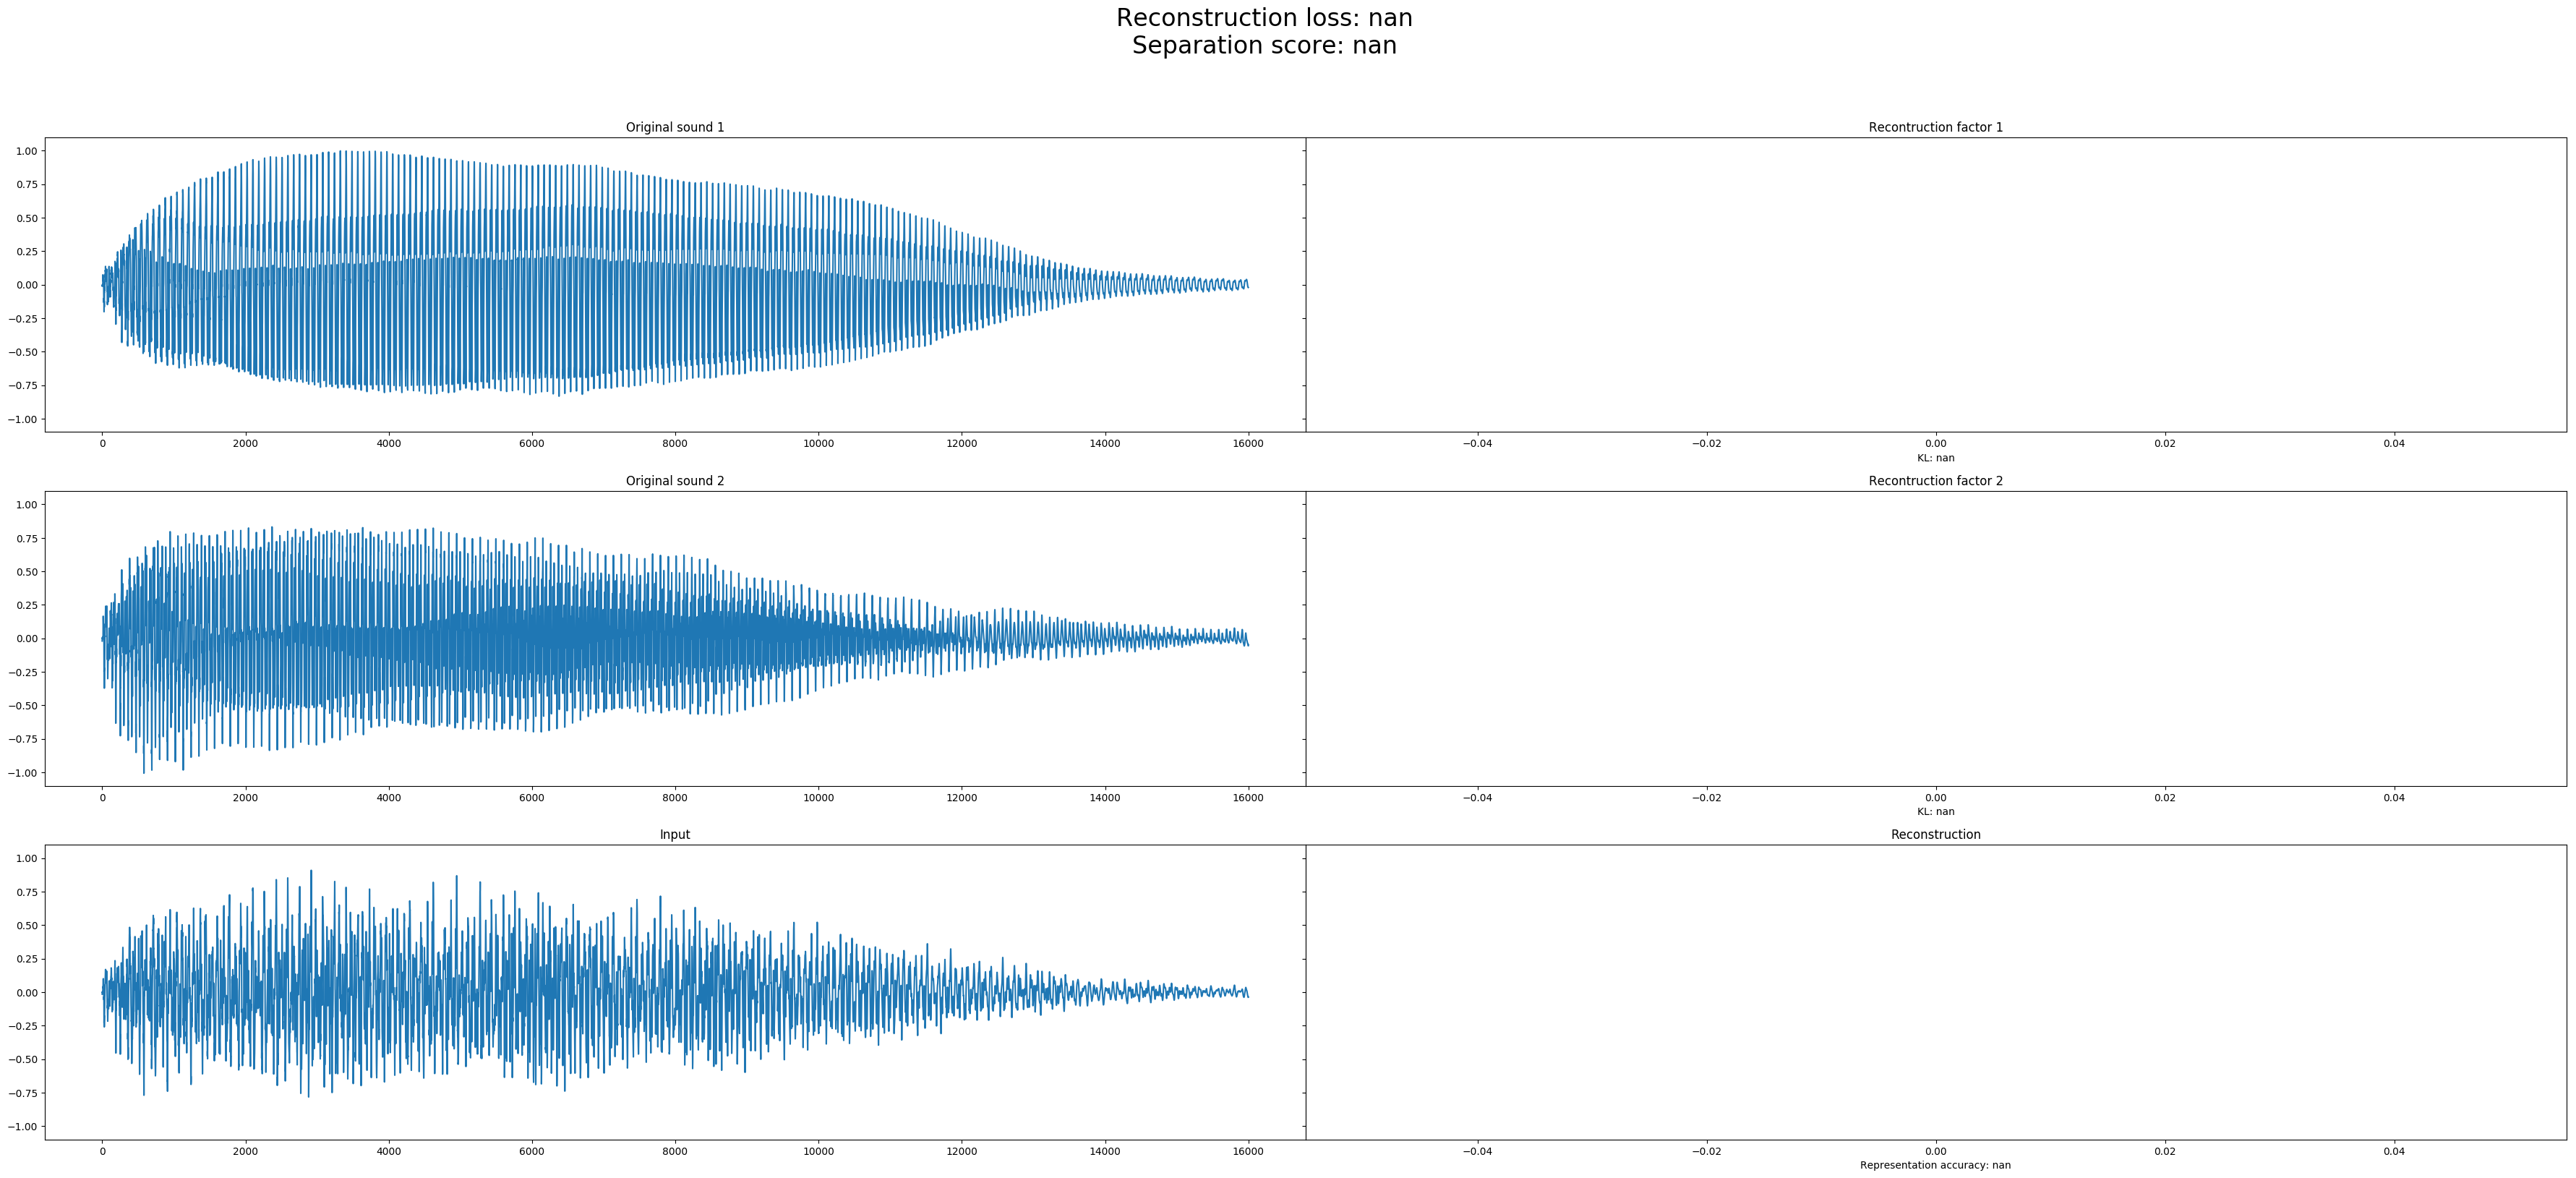 Reconstruction loss: nan
Separation score: nan
Original sound 1
Recontruction factor 1
1.00
0.75
0.50
0.25
0.00
−0.25
−0.50
−0.75
−1.00
0 2000 4000 6000 8000 10000 12000 14000 16000
−0.04 −0.02 0.00 0.02 0.04
KL: nan
Original sound 2
Recontruction factor 2
1.00
0.75
0.50
0.25
0.00
−0.25
−0.50
−0.75
−1.00
0 2000 4000 6000 8000 10000 12000 14000 16000
−0.04 −0.02 0.00 0.02 0.04
KL: nan
Input
Reconstruction
1.00
0.75
0.50
0.25
0.00
−0.25
−0.50
−0.75
−1.00
0 2000 4000 6000 8000 10000 12000 14000 16000
−0.04 −0.02 0.00 0.02 0.04
Representation accuracy: nan